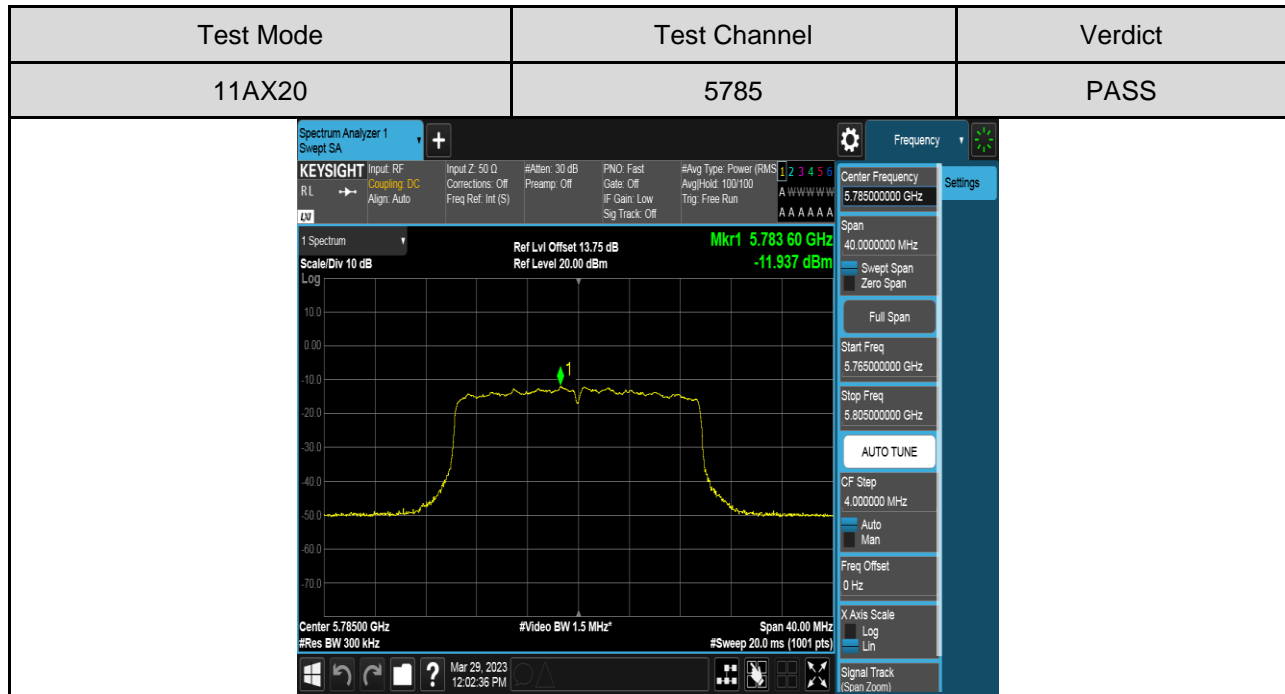 Test Mode Test Channel Verdict
11AX20 5785 PASS
Spectrum Analyzer 1
Swept SA
+
Frequency
KEYSIGHT Input: RF Input Z: 50 Ω #Atten: 30 dB PNO: Fast #Avg Type: Power (RMS 1 2 3 4 5 6
RL Coupling: DC Corrections: Off Preamp: Off Gate: Off Avg|Hold: 100/100 A W W W W W
Align: Auto Freq Ref: Int (S) IF Gain: Low Trig: Free Run
LXI Sig Track: Off A A A A A A
1 Spectrum Ref Lvl Offset 13.75 dB Mkr1 5.783 60 GHz
Scale/Div 10 dB Ref Level 20.00 dBm -11.937 dBm
Log
10.0
0.00
-10.0
1
-20.0
-30.0
-40.0
-50.0
-60.0
-70.0
Center 5.78500 GHz #Video BW 1.5 MHz* Span 40.00 MHz
#Res BW 300 kHz #Sweep 20.0 ms (1001 pts)
? Mar 29, 2023
12:02:36 PM
Center Frequency
5.785000000 GHz
Settings
Span
40.0000000 MHz
Swept Span
Zero Span
Full Span
Start Freq
5.765000000 GHz
Stop Freq
5.805000000 GHz
AUTO TUNE
CF Step
4.000000 MHz
Auto
Man
Freq Offset
0 Hz
X Axis Scale
Log
Lin
Signal Track
(Span Zoom)